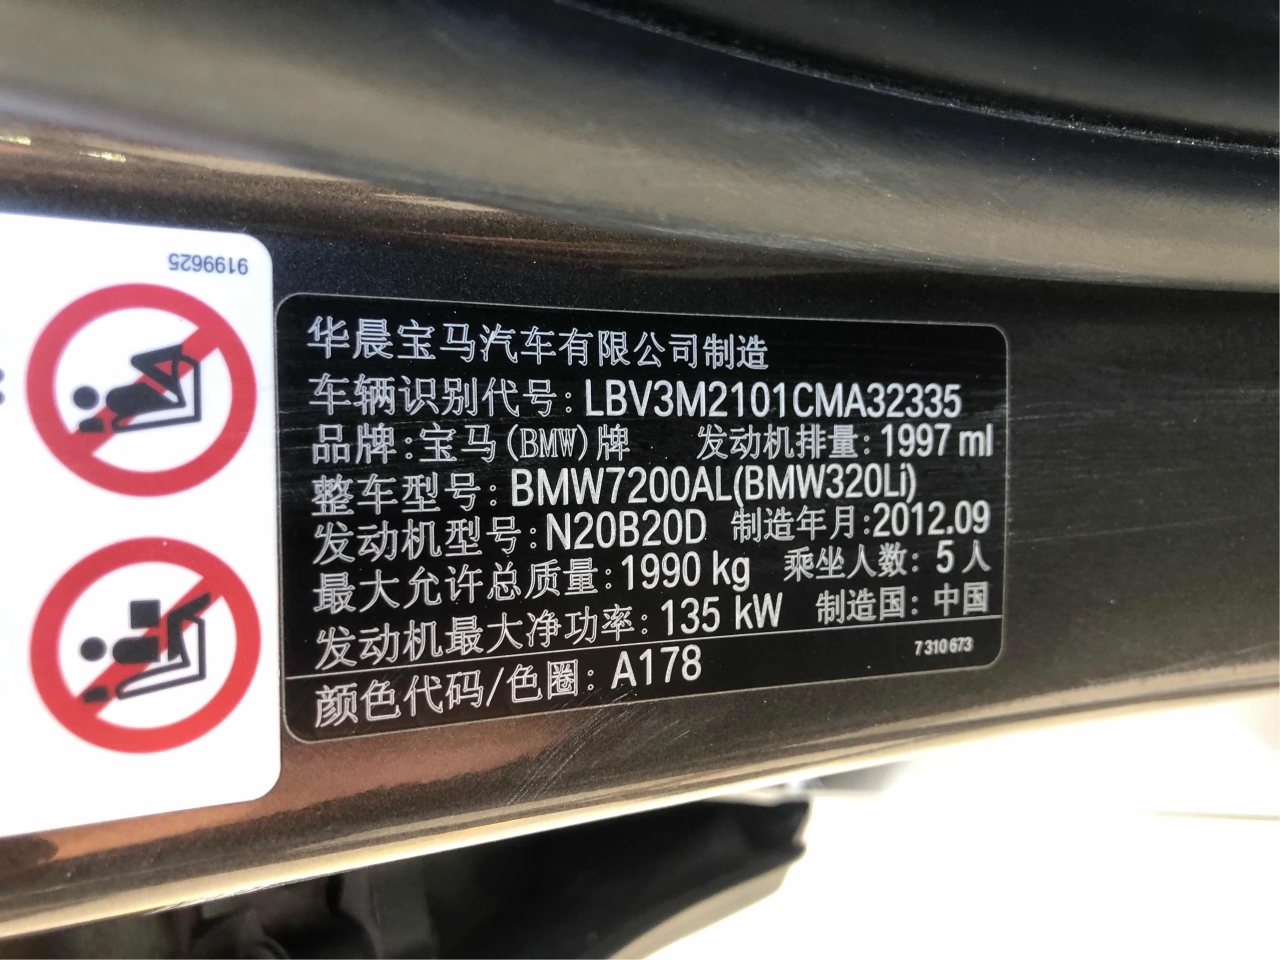 9199625
华晨宝马汽车有限公司制造
车辆识别代号: LBV3M2101CMA32335
品牌:宝马(BMW)牌 发动机排量: 1997 ml
整车型号: BMW7200AL(BMW320Li)
发动机型号: N20B20D 制造年月:2012.09
最大允许总质量: 1990 kg 乘坐人数: 5 人
发动机最大净功率: 135 kW 制造国: 中国
颜色代码/色圈: A178 7 310 673